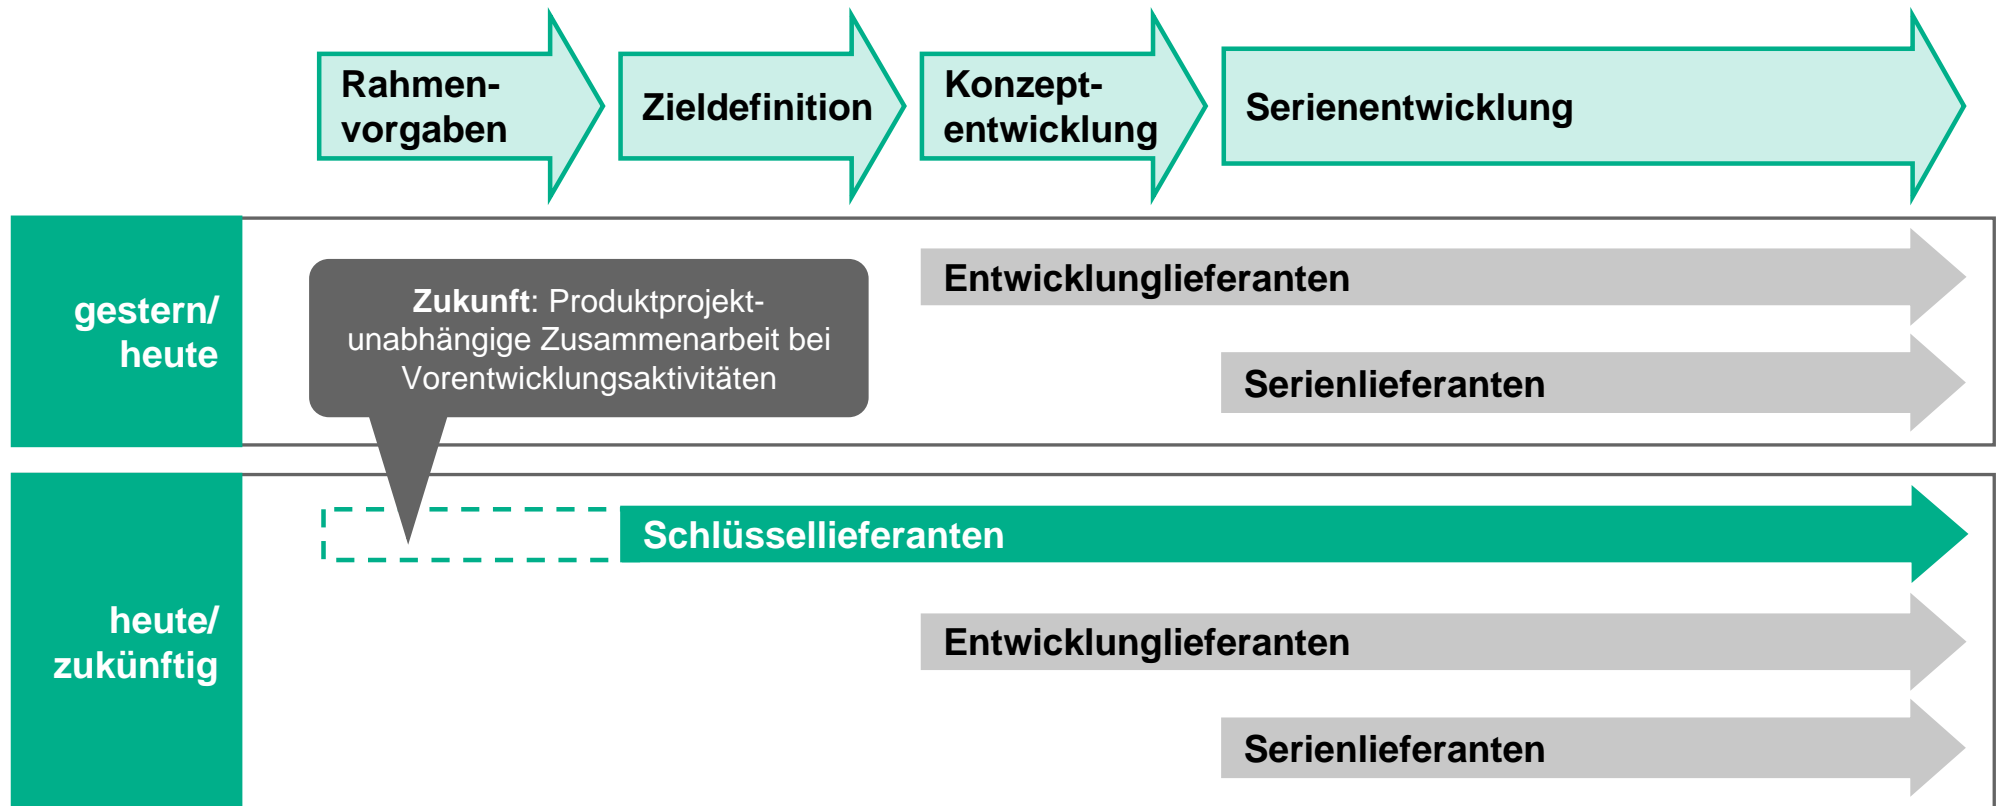 Rahmen-
vorgaben
Zieldefinition
Konzept-
entwicklung
Serienentwicklung
gestern/
heute
Zukunft: Produktprojekt-
unabhängige Zusammenarbeit bei
Vorentwicklungsaktivitäten
Entwicklunglieferanten
Serienlieferanten
heute/
zukünftig
Schlüssellieferanten
Entwicklunglieferanten
Serienlieferanten